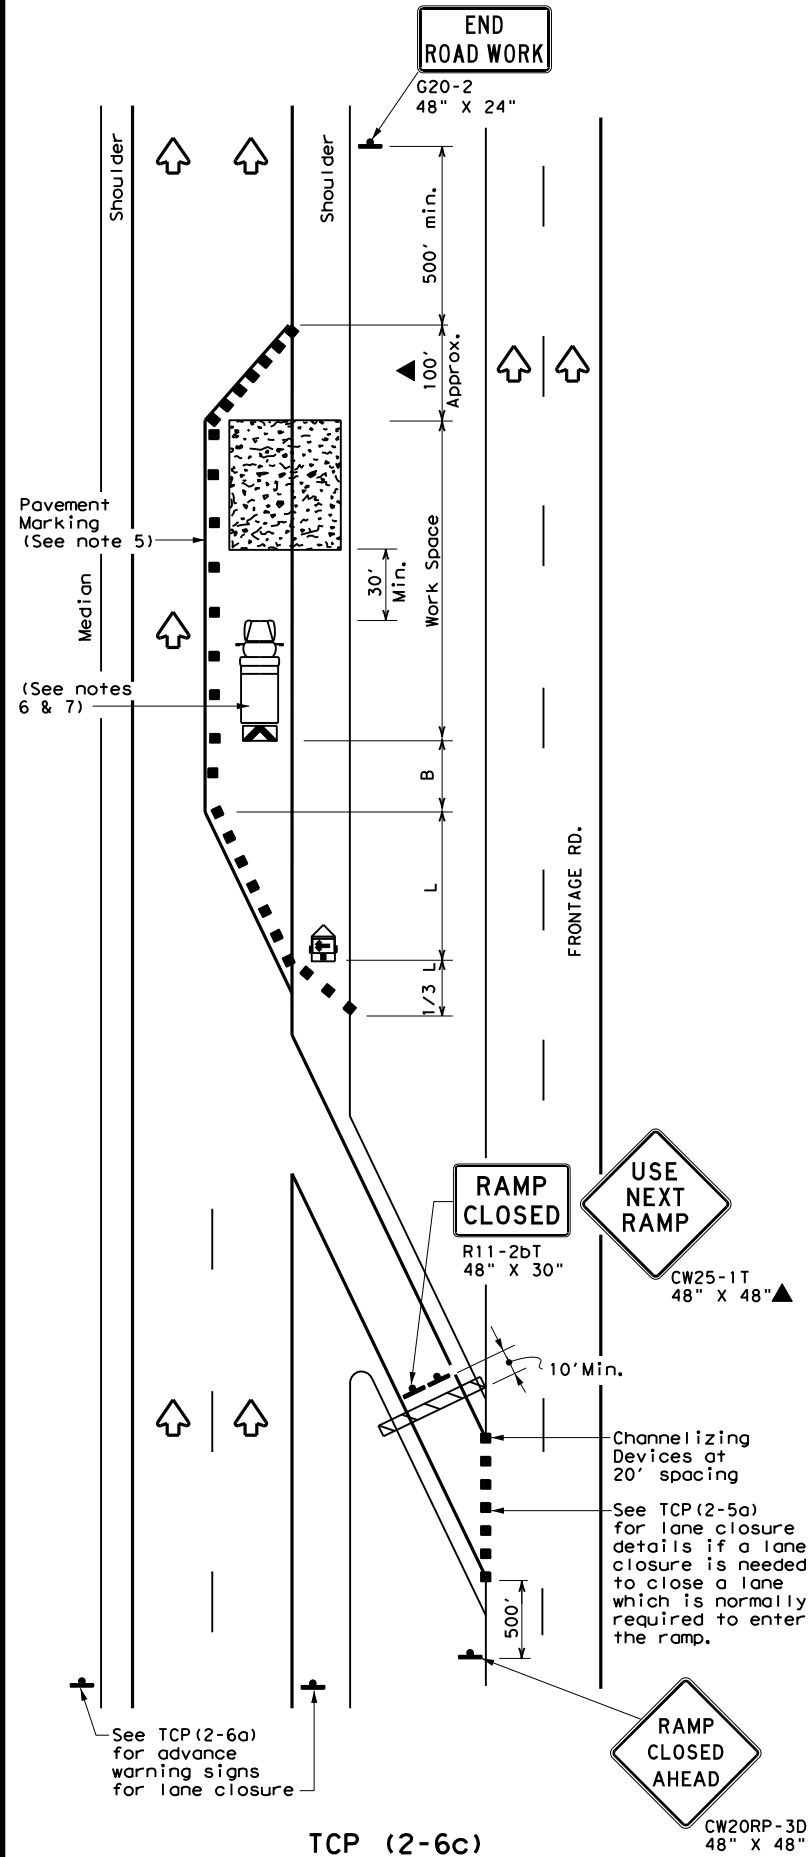 END
ROAD WORK
G20-2
48" X 24"
Shoulder
Shoulder
500' min.
100'
Approx.
Pavement
Marking
(See note 5)
30'
Min.
Work Space
Median
(See notes
6 & 7)
B
L
FRONTAGE RD.
1/3 L
RAMP
CLOSED
R11-2bT
48" X 30"
USE
NEXT
RAMP
CW25-1T
48" X 48"
10'Min.
Channelizing
Devices at
20' spacing
See TCP(2-5a)
for lane closure
details if a lane
closure is needed
to close a lane
which is normally
required to enter
the ramp.
500'
See TCP(2-6a)
for advance
warning signs
for lane closure
RAMP
CLOSED
AHEAD
CW20RP-3D
48" X 48"
TCP (2-6c)